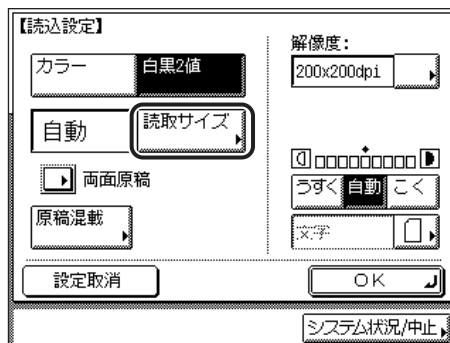 【読込設定】
カラー 白黒2値
自動 読取サイズ
両面原稿
原稿混載
解像度:
200x200dpi
うすく 自動 こく
文字
設定取消 OK
システム状況/中止